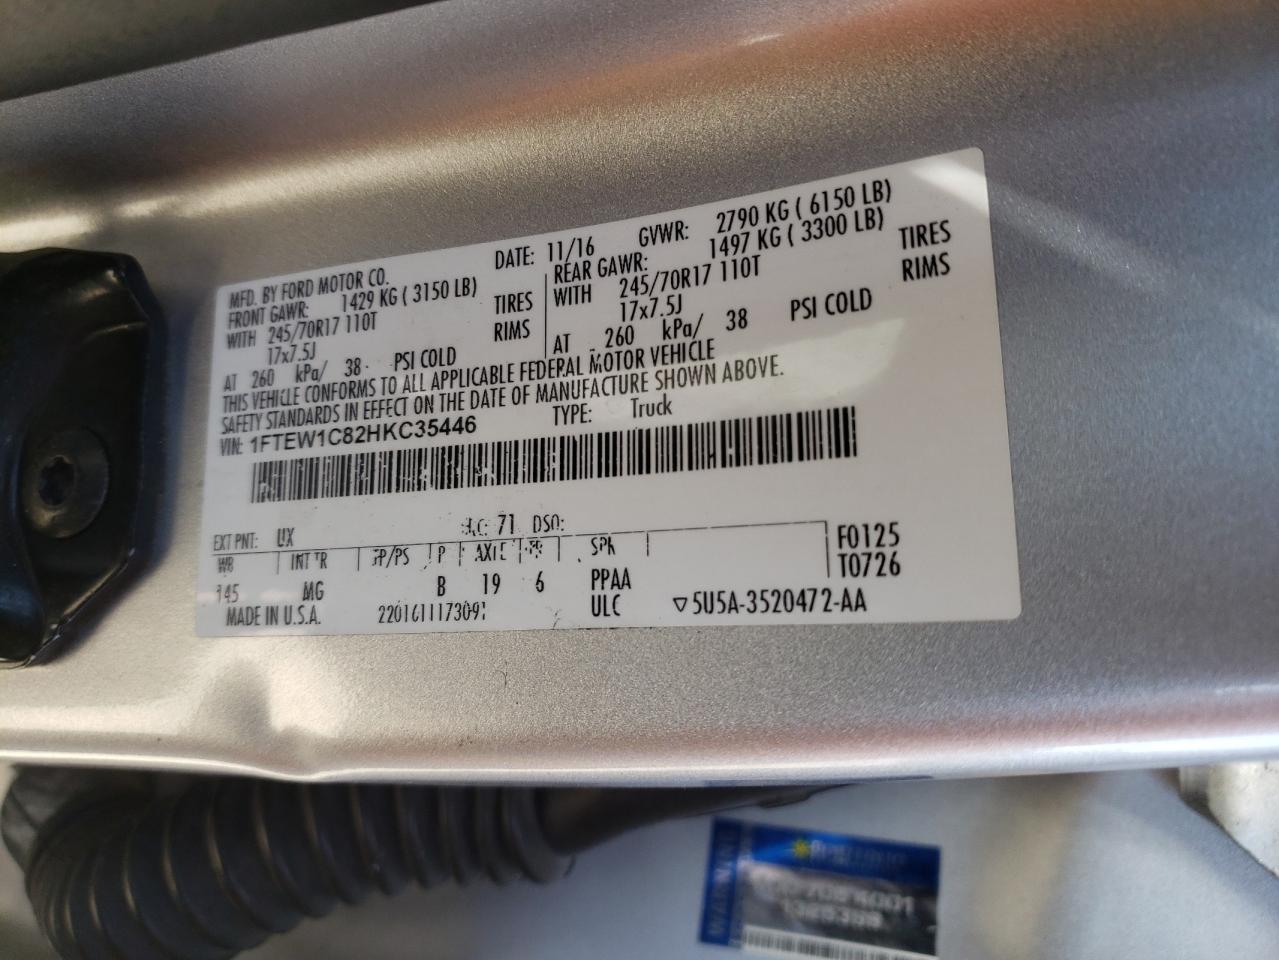 MFD. BY FORD MOTOR CO.
DATE: 11/16
GVWR: 2790 KG ( 6150 LB)
FRONT GAWR: 1429 KG ( 3150 LB)
REAR GAWR: 1497 KG ( 3300 LB)
WITH 245/70R17 110T TIRES
WITH 245/70R17 110T TIRES
17x7.5J RIMS
17x7.5J RIMS
AT 260 kPa/ 38 PSI COLD
AT 260 kPa/ 38 PSI COLD
THIS VEHICLE CONFORMS TO ALL APPLICABLE FEDERAL MOTOR VEHICLE
SAFETY STANDARDS IN EFFECT ON THE DATE OF MANUFACTURE SHOWN ABOVE.
VIN: 1FTEW1C82HKC35446
TYPE: Truck
EXT PNT: UX 71 DSO:
F0125
WB INT TR TP/PS P AXLE SPR
T0726
145 MG B 19 6 PPAA
MADE IN U.S.A. ULC 5U5A-3520472-AA